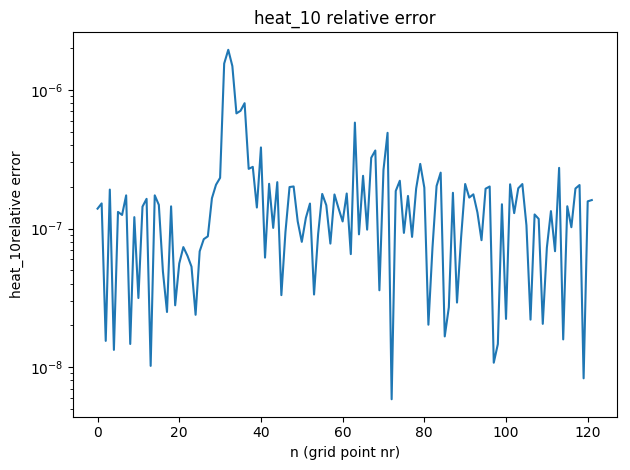 heat_10 relative error
heat_10relative error
10⁻⁶
10⁻⁷
10⁻⁸
0 20 40 60 80 100 120
n (grid point nr)